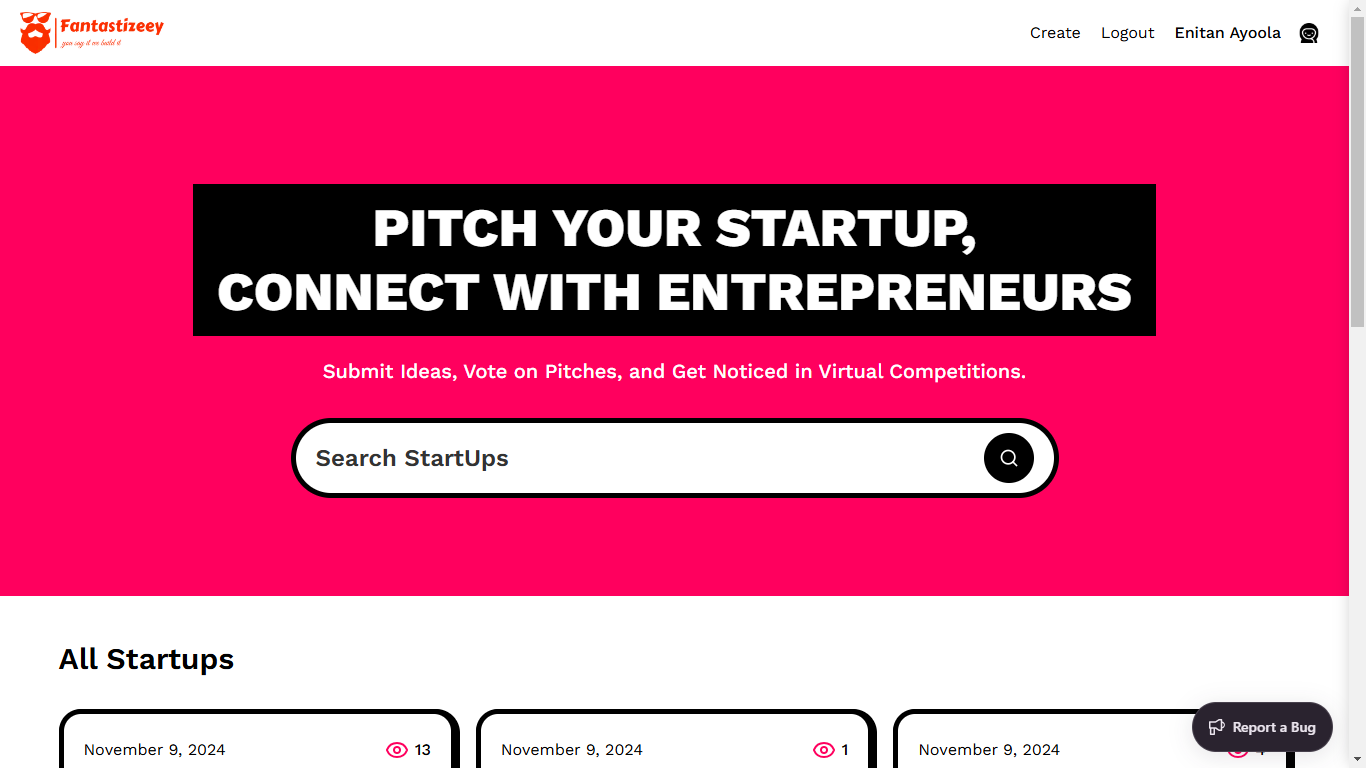 Fantastizeey
you say it we build it
Create Logout Enitan Ayoola
PITCH YOUR STARTUP,
CONNECT WITH ENTREPRENEURS
Submit Ideas, Vote on Pitches, and Get Noticed in Virtual Competitions.
Search StartUps
All Startups
Report a Bug
November 9, 2024 13
November 9, 2024 1
November 9, 2024